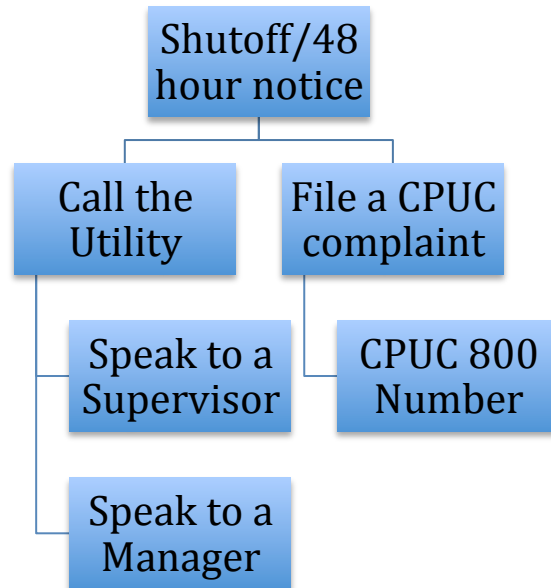 Shutoff/48
hour notice
Call the
Utility
File a CPUC
complaint
Speak to a
Supervisor
CPUC 800
Number
Speak to a
Manager